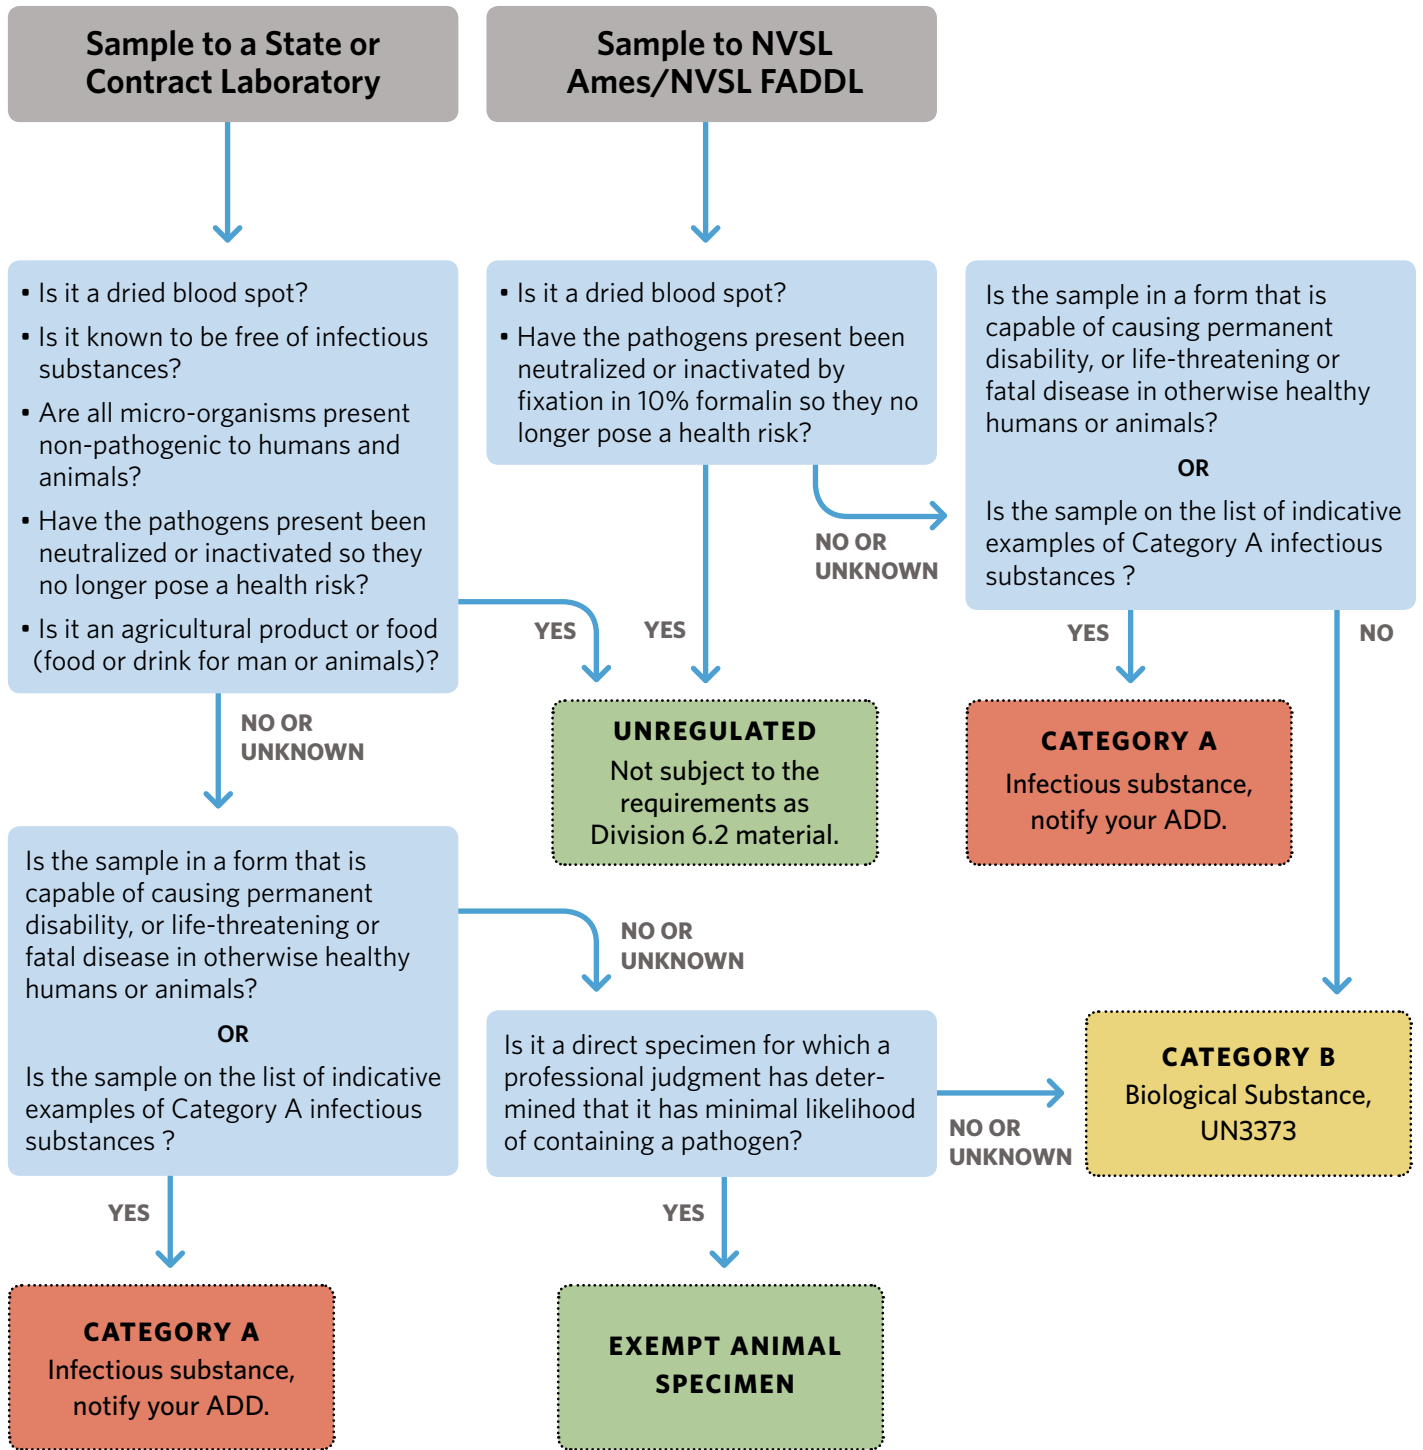 Sample to a State or
Contract Laboratory
Sample to NVSL
Ames/NVSL FADDL
• Is it a dried blood spot?
• Is it known to be free of infectious
substances?
• Are all micro-organisms present
non-pathogenic to humans and
animals?
• Have the pathogens present been
neutralized or inactivated so they
no longer pose a health risk?
• Is it an agricultural product or food
(food or drink for man or animals)?
• Is it a dried blood spot?
• Have the pathogens present been
neutralized or inactivated by
fixation in 10% formalin so they no
longer pose a health risk?
Is the sample in a form that is
capable of causing permanent
disability, or life-threatening or
fatal disease in otherwise healthy
humans or animals?
OR
Is the sample on the list of indicative
examples of Category A infectious
substances ?
NO OR
UNKNOWN
YES
YES
YES
NO
NO OR
UNKNOWN
UNREGULATED
Not subject to the
requirements as
Division 6.2 material.
CATEGORY A
Infectious substance,
notify your ADD.
Is the sample in a form that is
capable of causing permanent
disability, or life-threatening or
fatal disease in otherwise healthy
humans or animals?
OR
Is the sample on the list of indicative
examples of Category A infectious
substances ?
NO OR
UNKNOWN
Is it a direct specimen for which a
professional judgment has deter-
mined that it has minimal likelihood
of containing a pathogen?
NO OR
UNKNOWN
CATEGORY B
Biological Substance,
UN3373
YES
YES
CATEGORY A
Infectious substance,
notify your ADD.
EXEMPT ANIMAL
SPECIMEN